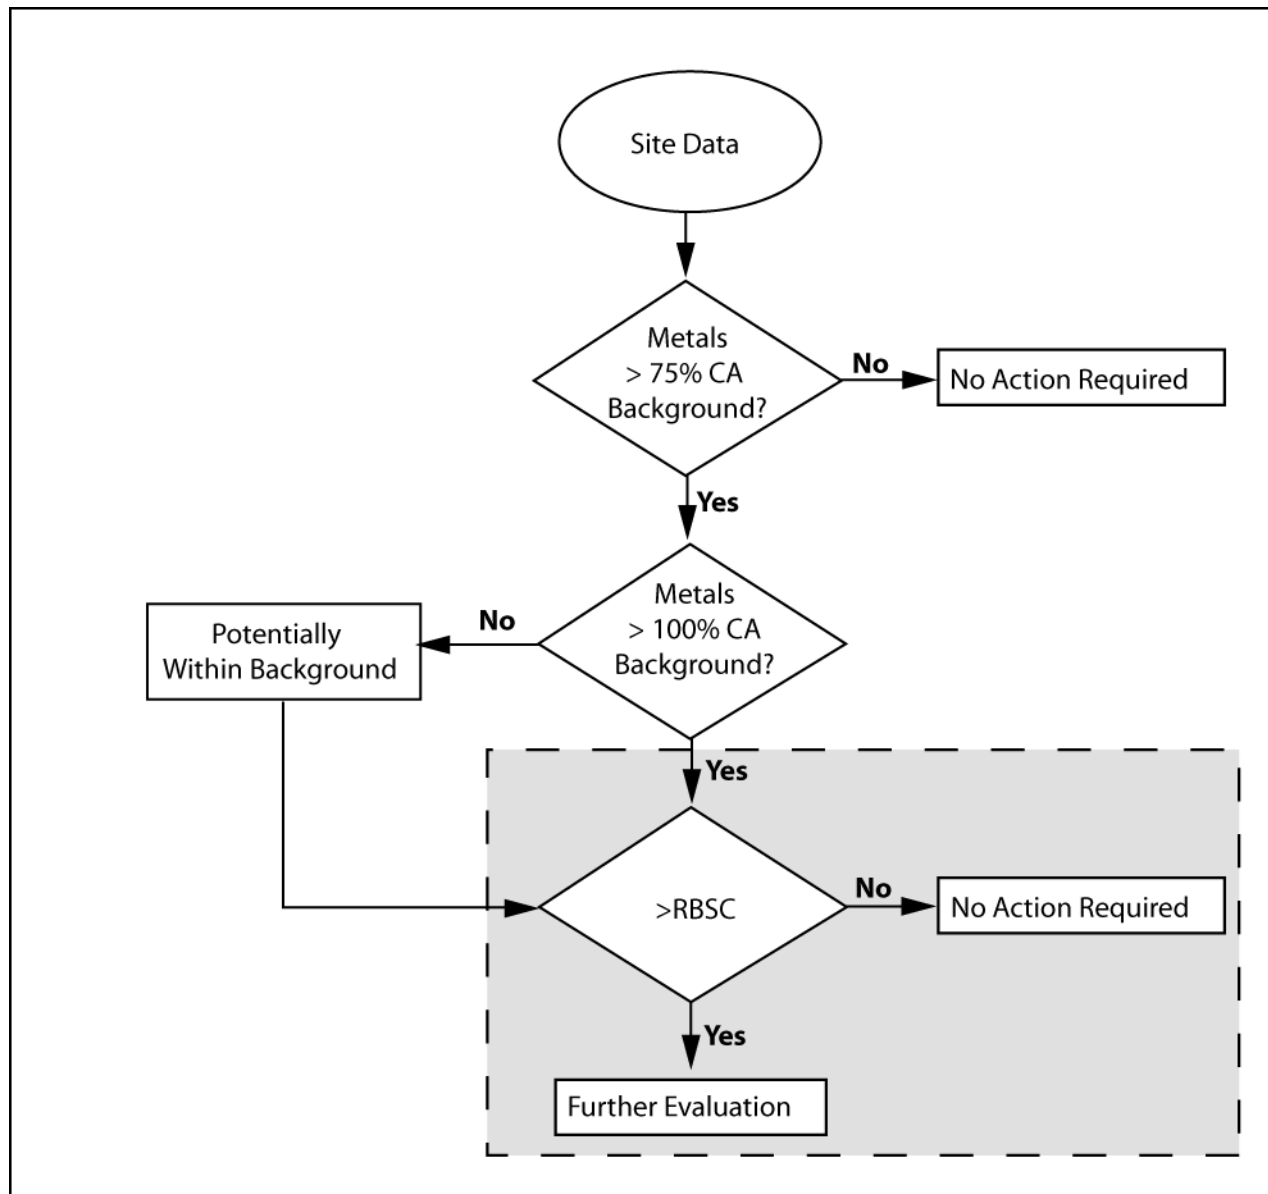 Site Data
Metals
> 75% CA
Background?
No
No Action Required
Yes
Metals
> 100% CA
Background?
No
Potentially
Within Background
Yes
>RBSC
No
No Action Required
Yes
Further Evaluation